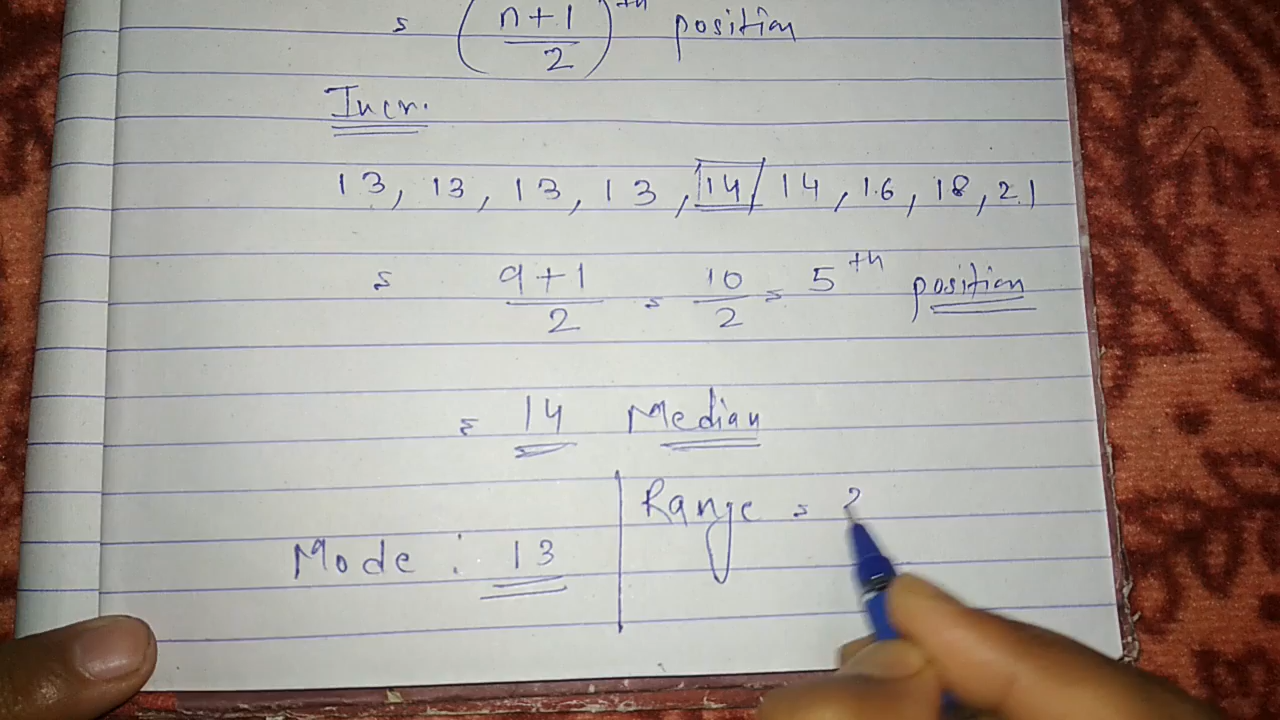 = (n+1/2)th position
Incr.
13, 13, 13, 13, 14, 14, 16, 18, 21
= 9+1/2 = 10/2 = 5th position
= 14 Median
Range = 2
Mode : 13